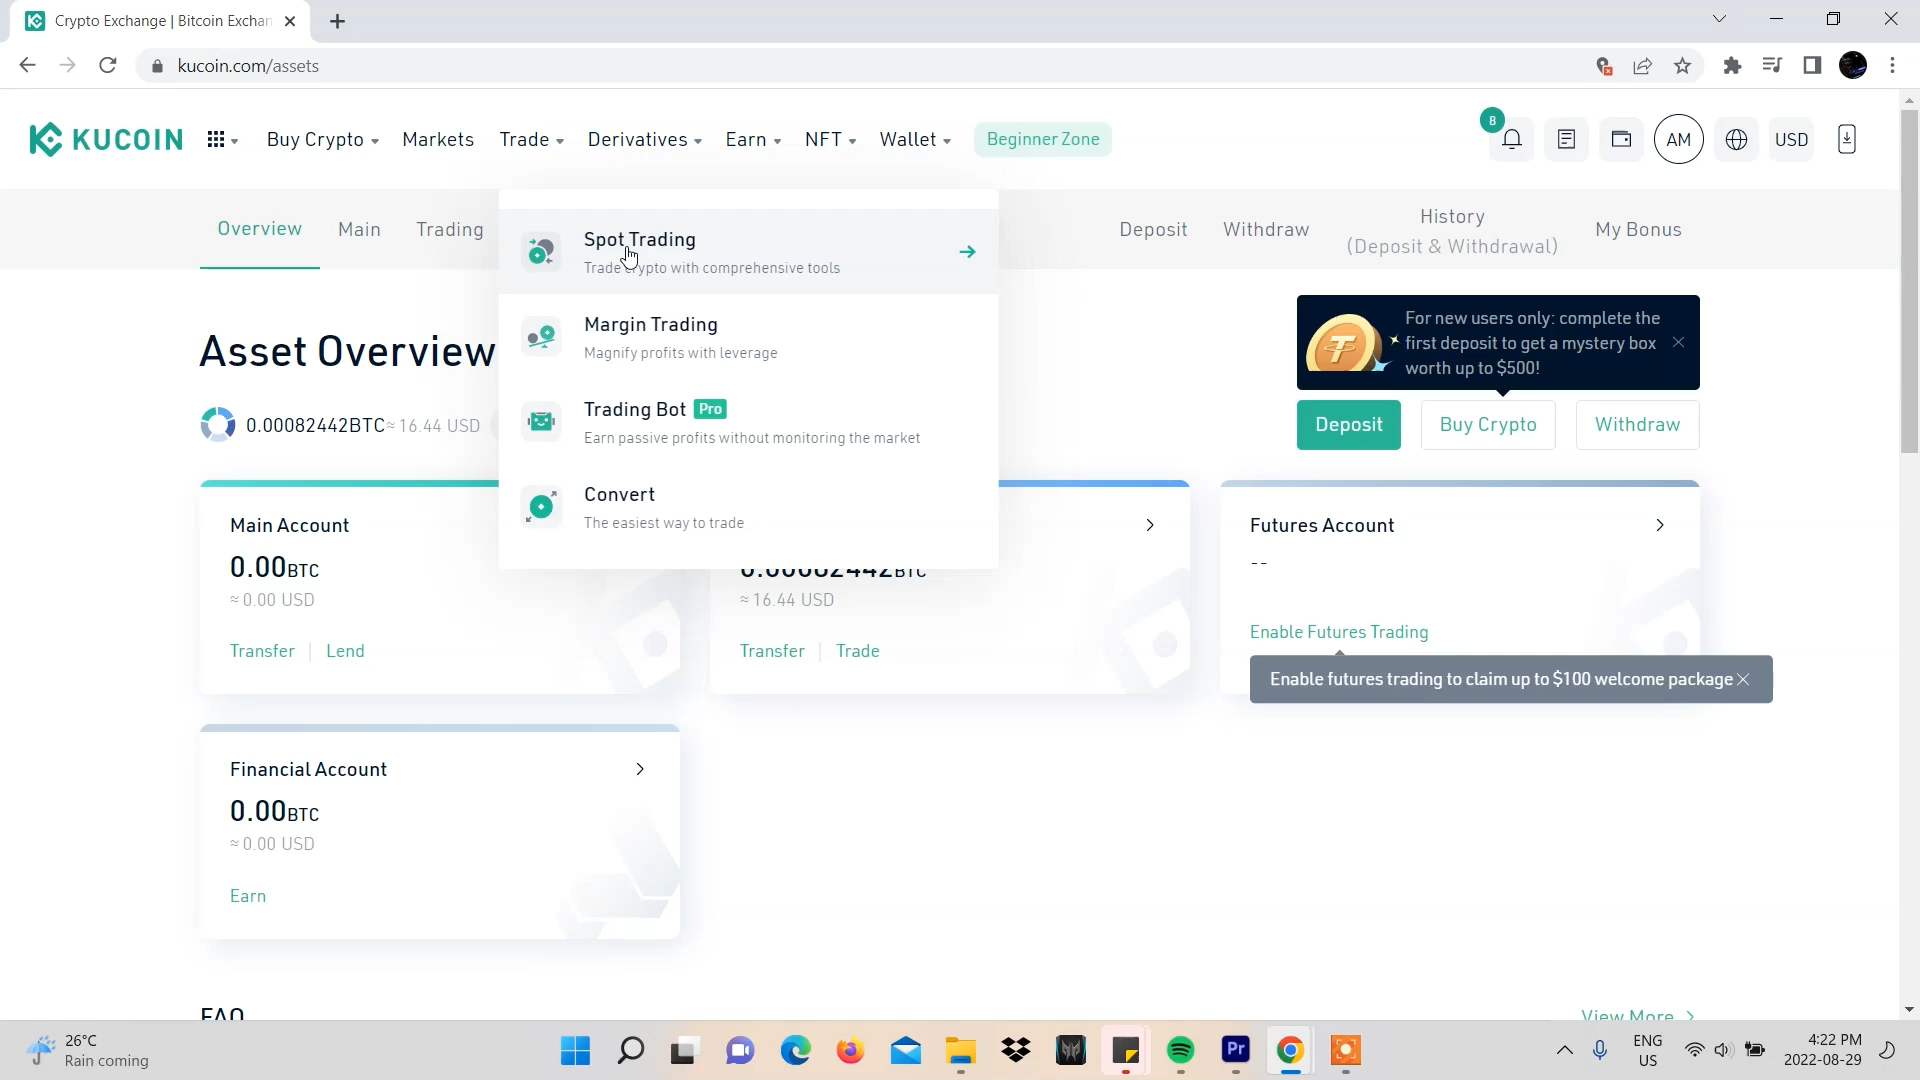 Crypto Exchange | Bitcoin Exchan
kucoin.com/assets
KUCOIN
Buy Crypto
Markets
Trade
Derivatives
Earn
NFT
Wallet
Beginner Zone
8
AM
USD
Overview
Main
Trading
Deposit
Withdraw
History
(Deposit & Withdrawal)
My Bonus
Spot Trading
Trade crypto with comprehensive tools
Margin Trading
Magnify profits with leverage
Trading Bot Pro
Earn passive profits without monitoring the market
Convert
The easiest way to trade
Asset Overview
0.00082442BTC≈ 16.44 USD
For new users only: complete the
first deposit to get a mystery box
worth up to $500!
Deposit
Buy Crypto
Withdraw
Main Account
0.00BTC
≈ 0.00 USD
Transfer
Lend
0.00082442BTC
≈ 16.44 USD
Transfer
Trade
Futures Account
--
Enable Futures Trading
Enable futures trading to claim up to $100 welcome package
Financial Account
0.00BTC
≈ 0.00 USD
Earn
FAQ
View More
26°C
Rain coming
Pr
ENG
US
4:22 PM
2022-08-29